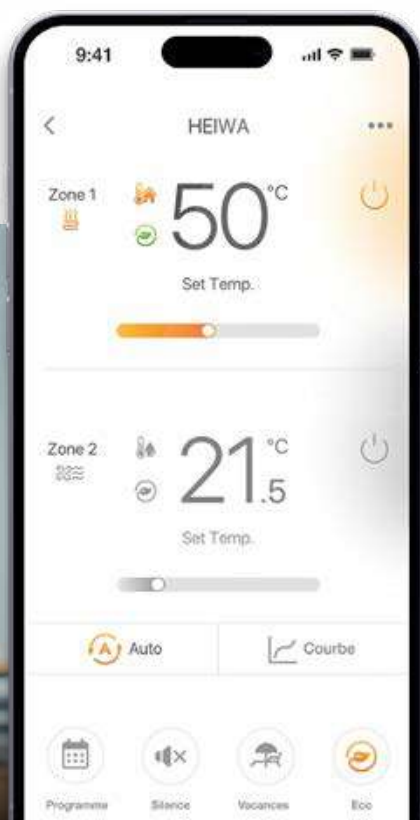 9:41
HEIWA
Zone 1
50°C
Set Temp.
Zone 2
21.5°C
Set Temp.
A Auto
Courbe
Programme
Silence
Vacances
Eco